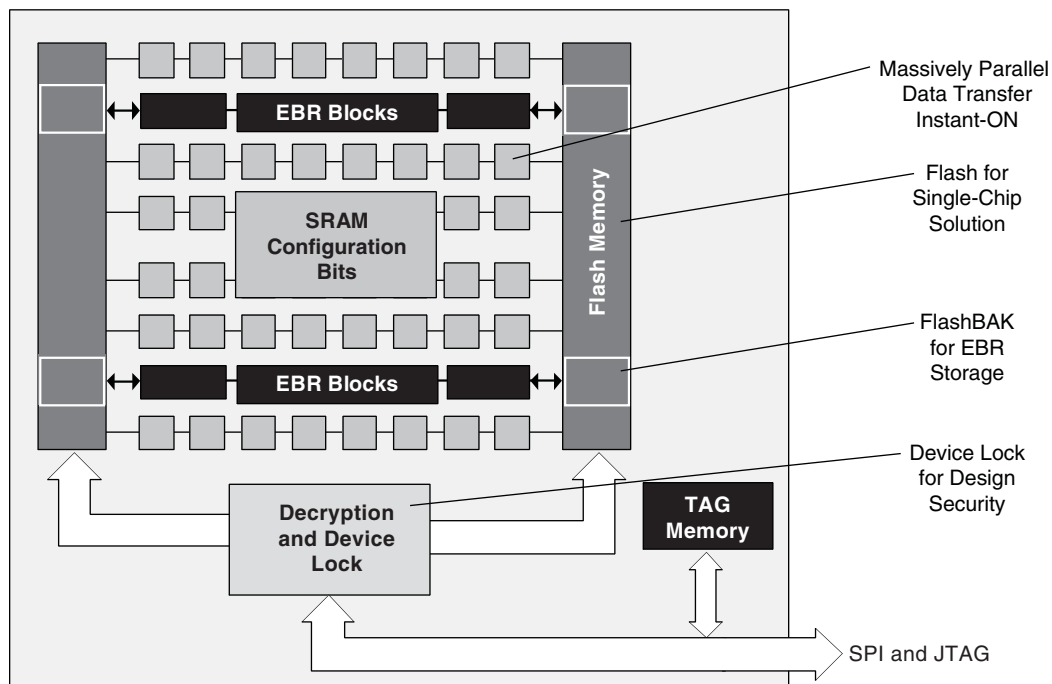 EBR Blocks
SRAM
Configuration
Bits
EBR Blocks
Flash Memory
Decryption
and Device
Lock
TAG
Memory
Massively Parallel
Data Transfer
Instant-ON
Flash for
Single-Chip
Solution
FlashBAK
for EBR
Storage
Device Lock
for Design
Security
SPI and JTAG